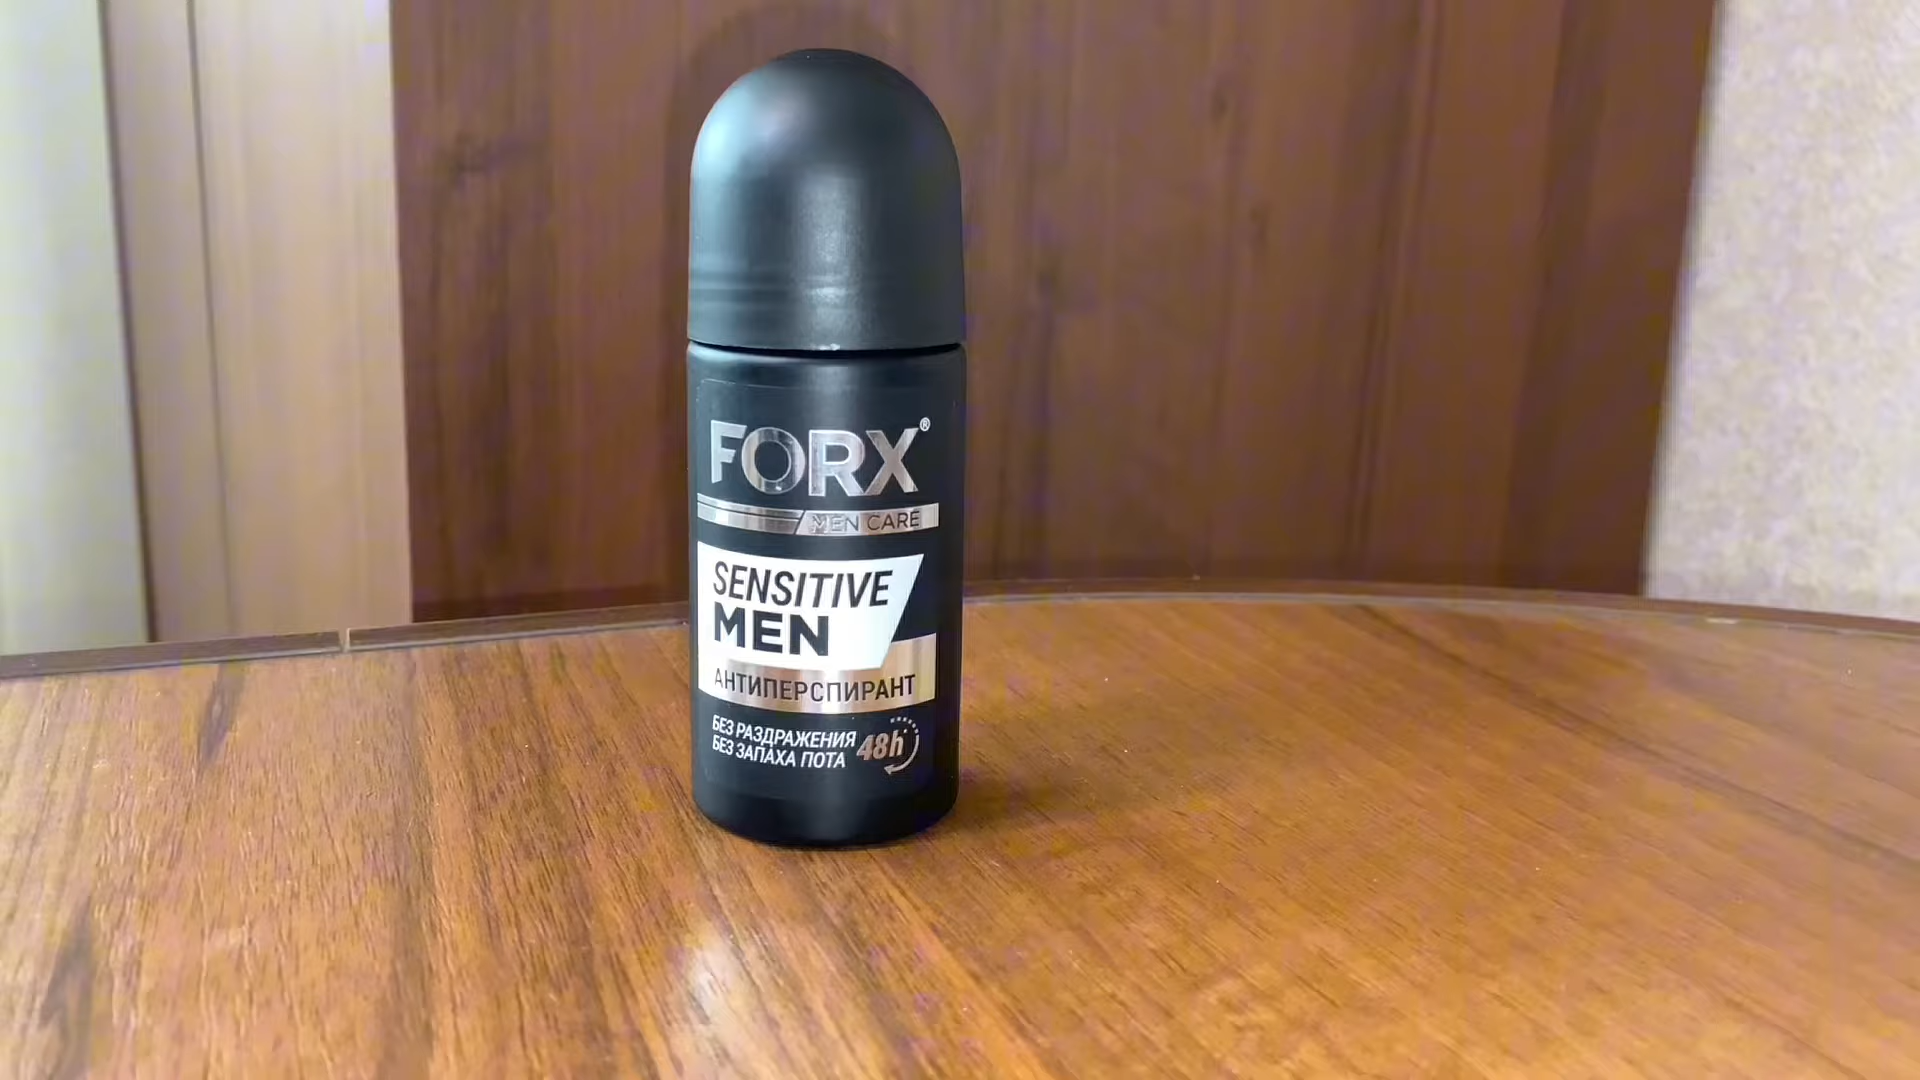 FORX®
MEN CARE
SENSITIVE
MEN
АНТИПЕРСПИРАНТ
БЕЗ РАЗДРАЖЕНИЯ
БЕЗ ЗАПАХА ПОТА
48h